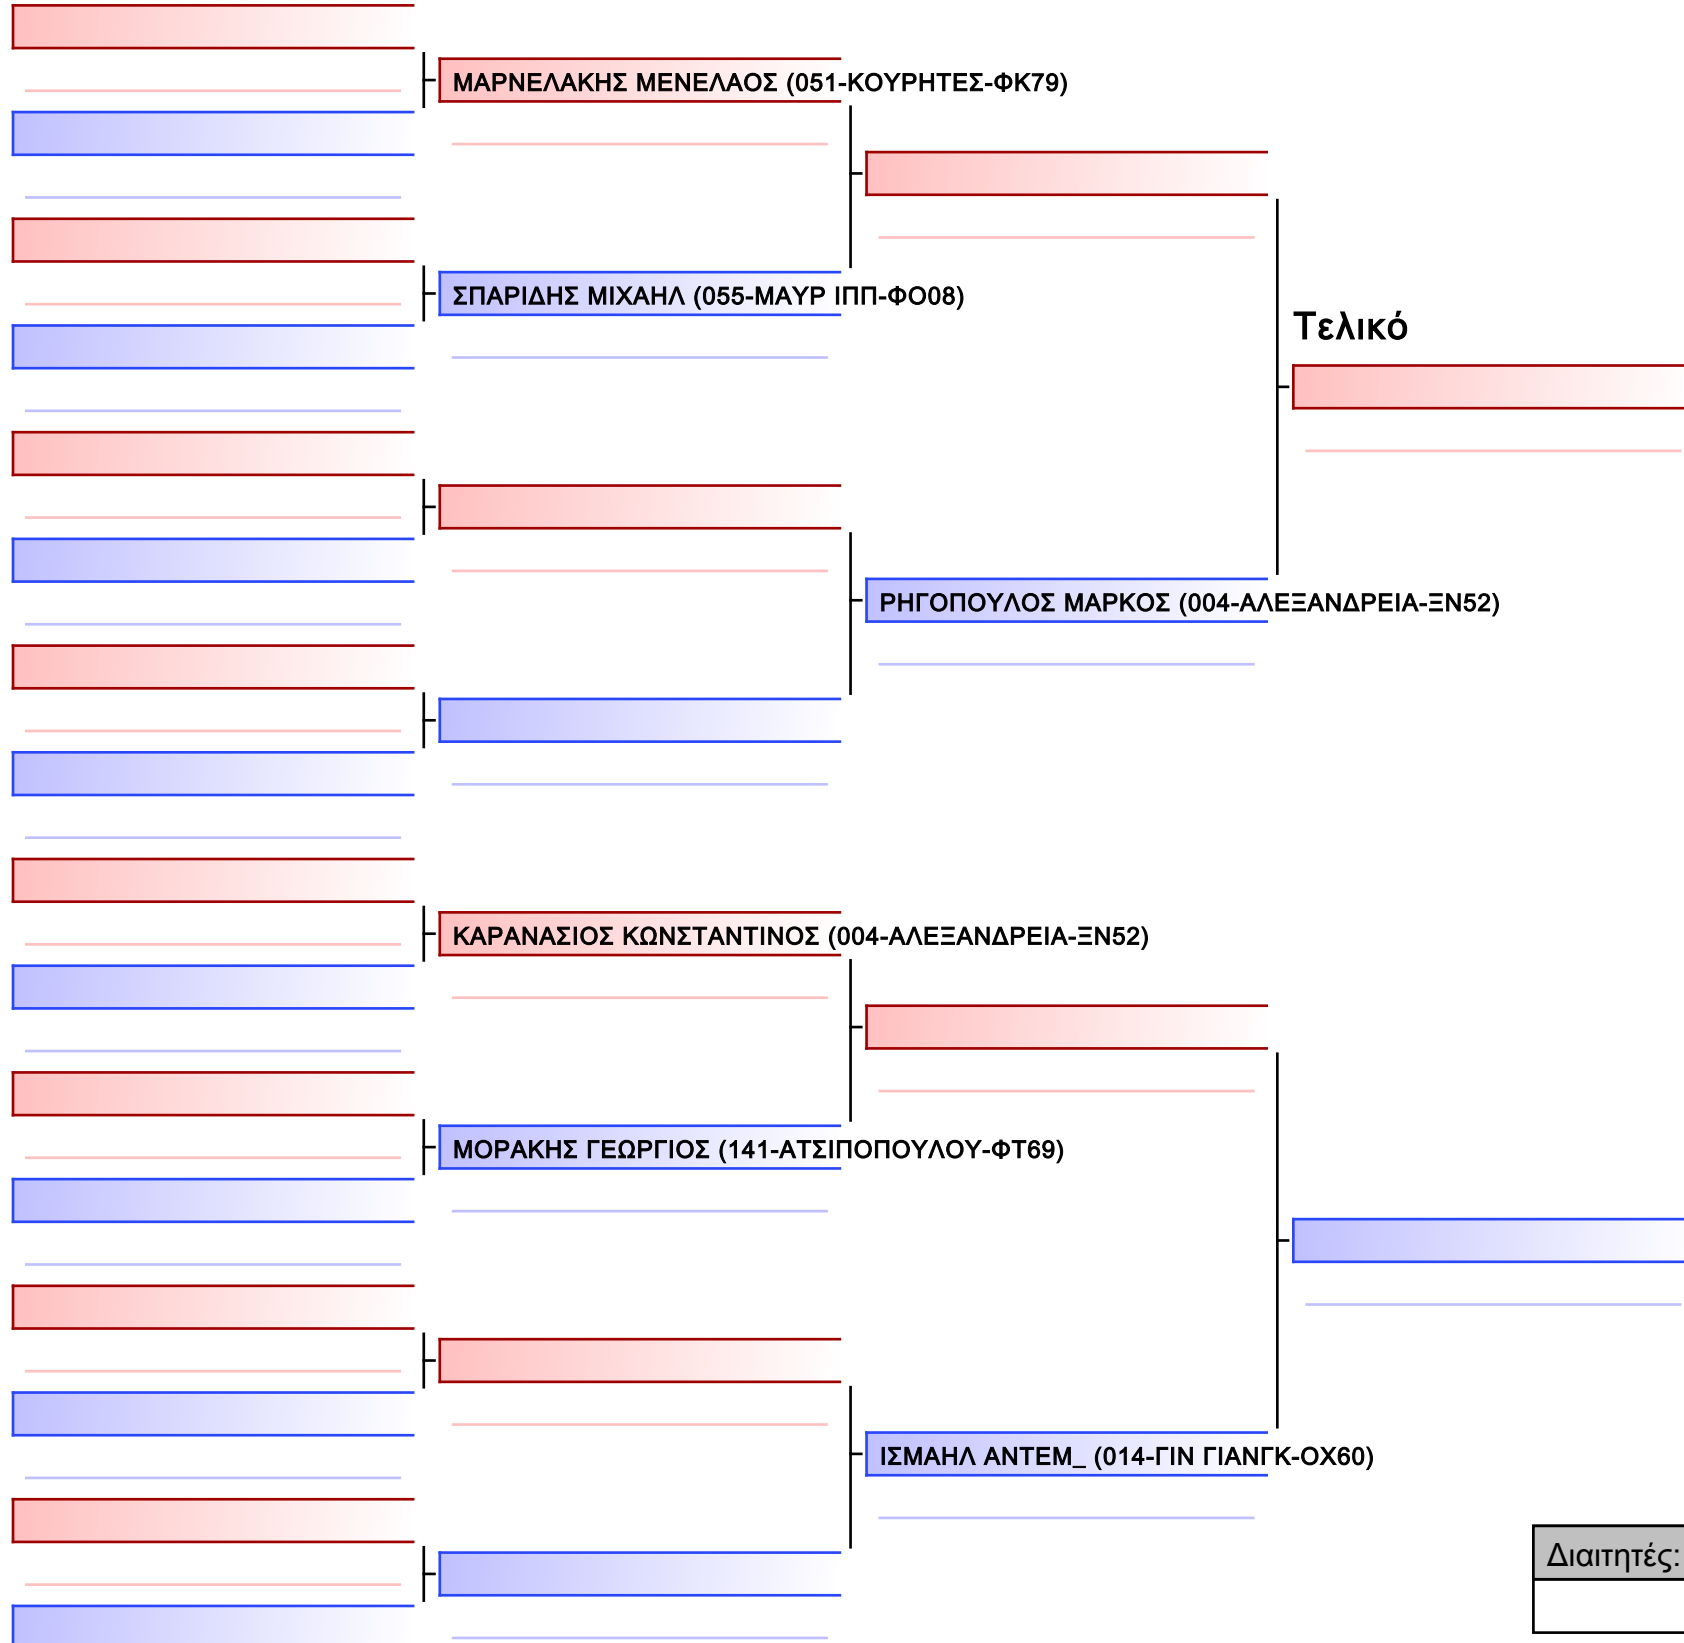 ΜΑΡΝΕΛΑΚΗΣ ΜΕΝΕΛΑΟΣ (051-ΚΟΥΡΗΤΕΣ-ΦΚ79)
ΣΠΑΡΙΔΗΣ ΜΙΧΑΗΛ (055-ΜΑΥΡ ΙΠΠ-ΦΟ08)
Τελικό
ΡΗΓΟΠΟΥΛΟΣ ΜΑΡΚΟΣ (004-ΑΛΕΞΑΝΔΡΕΙΑ-ΞΝ52)
ΚΑΡΑΝΑΣΙΟΣ ΚΩΝΣΤΑΝΤΙΝΟΣ (004-ΑΛΕΞΑΝΔΡΕΙΑ-ΞΝ52)
ΜΟΡΑΚΗΣ ΓΕΩΡΓΙΟΣ (141-ΑΤΣΙΠΟΠΟΥΛΟΥ-ΦΤ69)
ΙΣΜΑΗΛ ΑΝΤΕΜ_ (014-ΓΙΝ ΓΙΑΝΓΚ-ΟΧ60)
Διαιτητές: